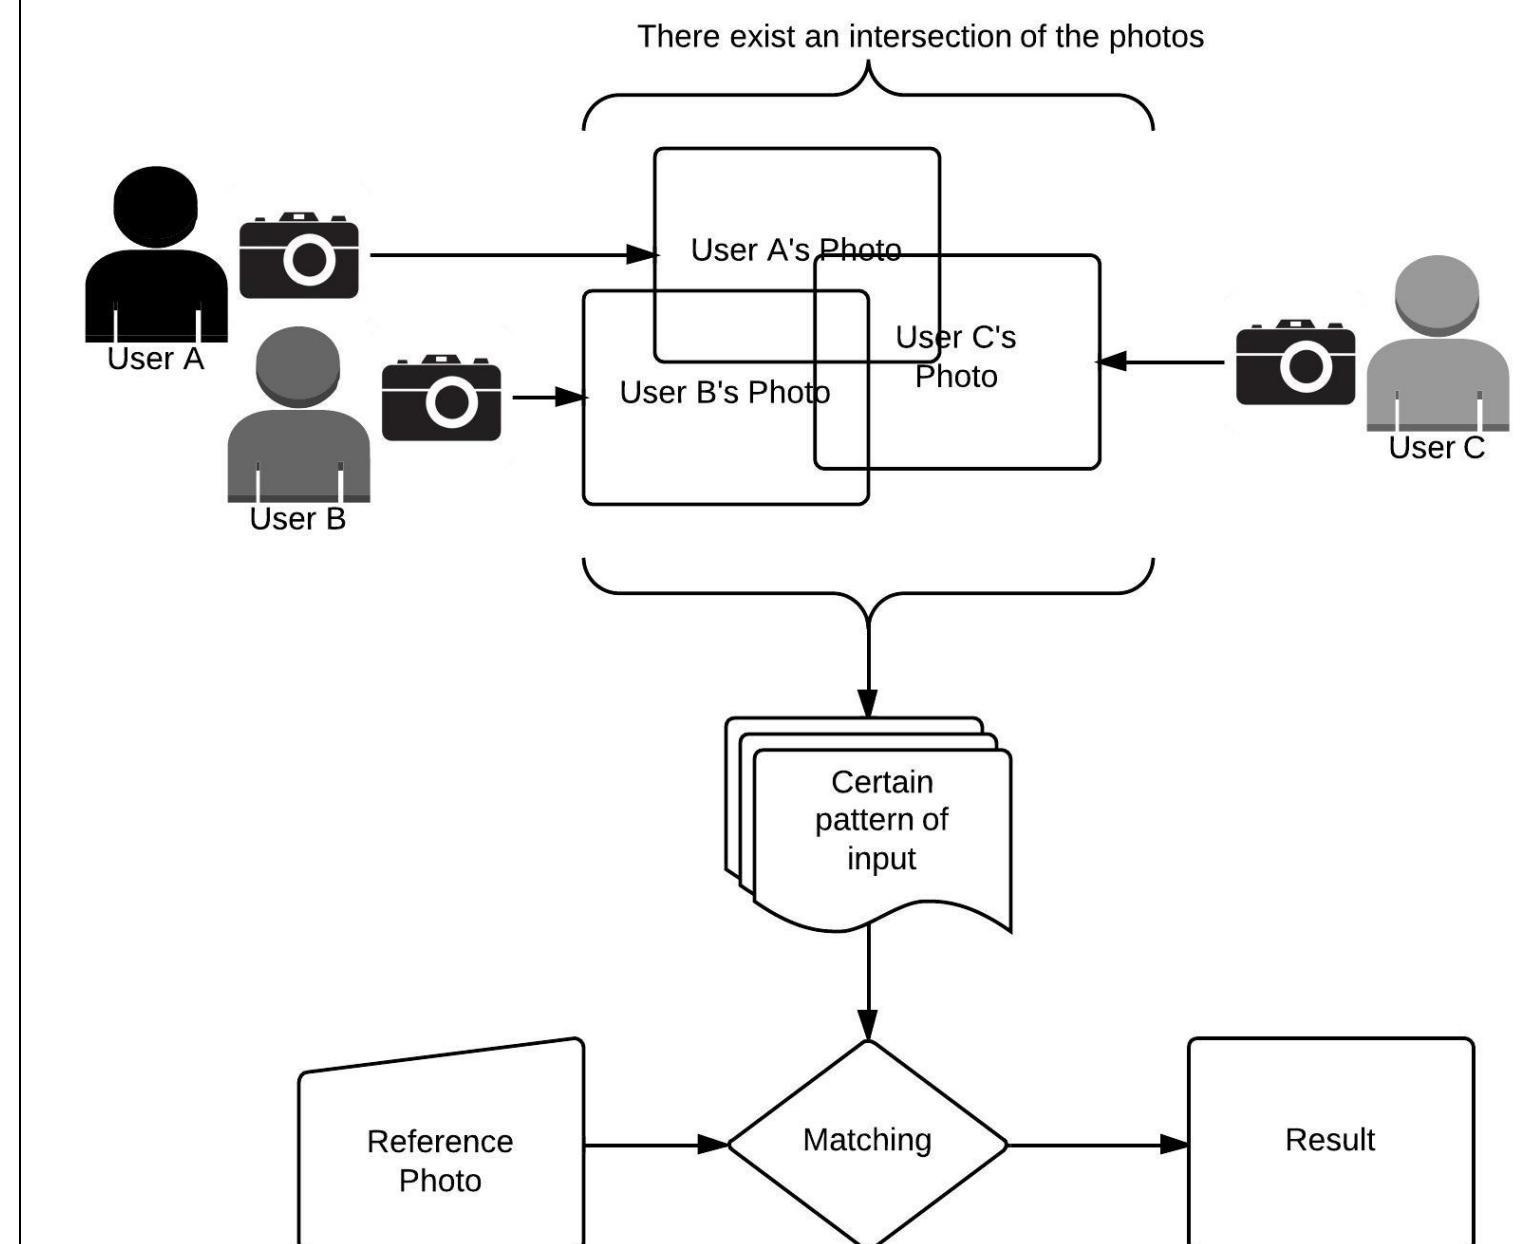 There exist an intersection of the photos
User A's Photo
User A
User C's
Photo
User B's Photo
User C
User B
Certain
pattern of
input
Reference
Photo
Matching
Result